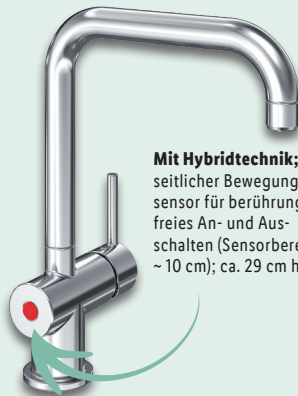 Mit Hybridtechnik;
seitlicher Bewegung
sensor für berührung
freies An- und Aus-
schalten (Sensorbere
~ 10 cm); ca. 29 cm h